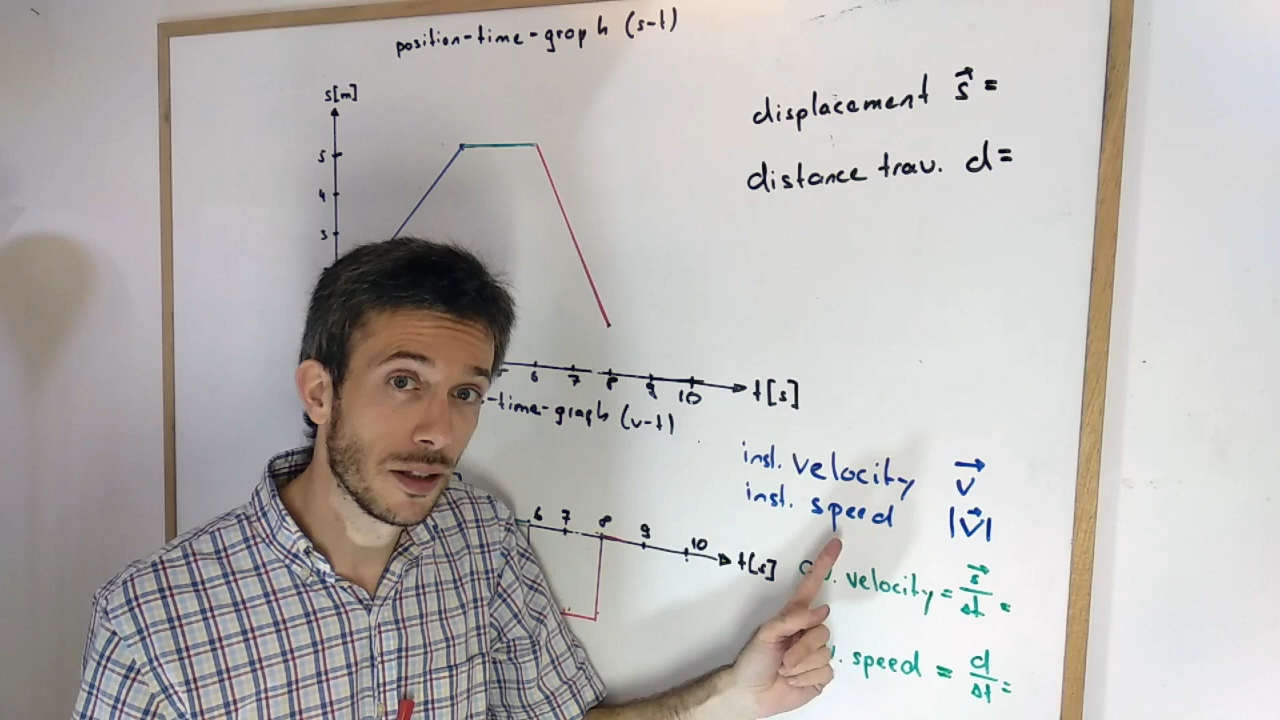 position-time-graph (s-t)
s[m]
5
4
3
6 7 8 9 10 t[s]
-time-graph (v-t)
6 7 8 9 10 t[s]
displacement s⃗ =
distance trav. d=
inst. velocity v⃗
inst. speed |v⃗|
velocity = s⃗/Δt =
. speed = d/Δt =